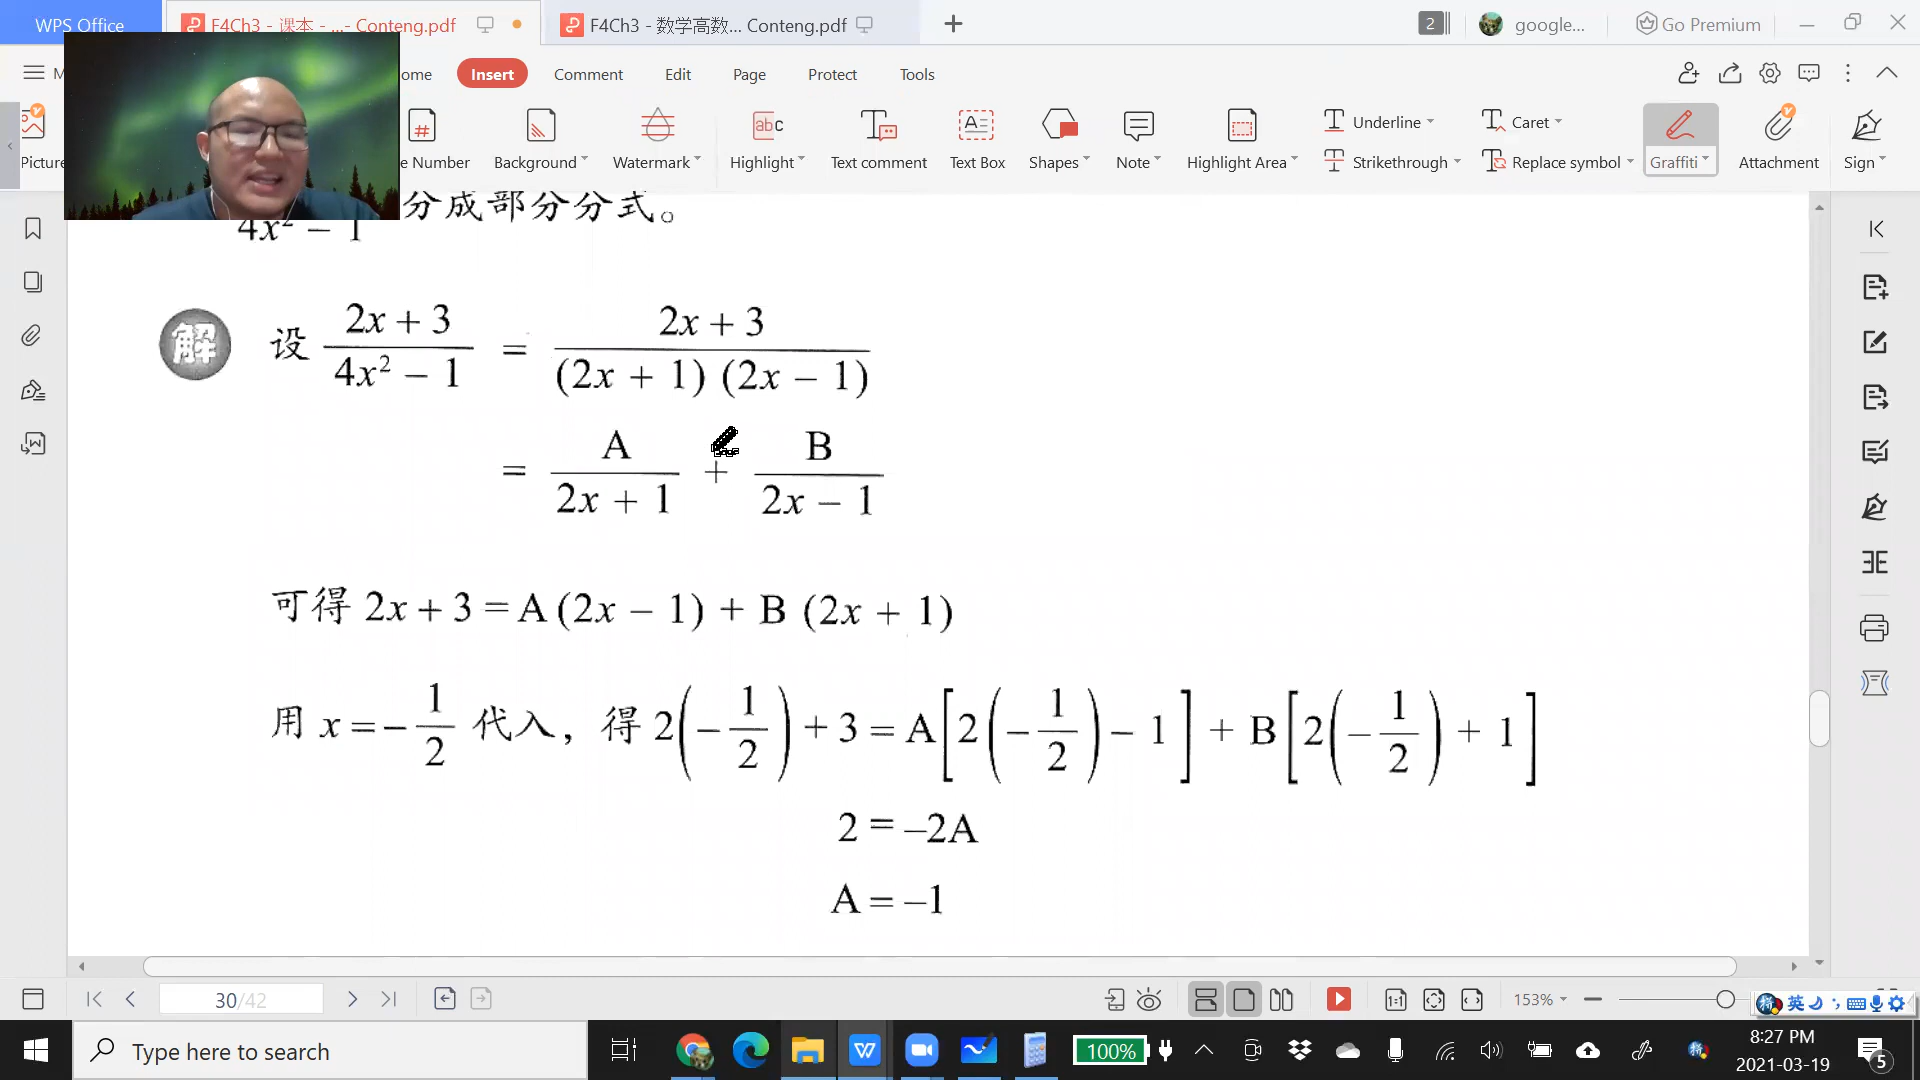 WPS Office
F4Ch3 - 课本 - ...- Conteng.pdf
F4Ch3 - 数学高数... Conteng.pdf
2
google...
Go Premium
ome
Insert
Comment
Edit
Page
Protect
Tools
Picture
e Number
Background
Watermark
Highlight
Text comment
Text Box
Shapes
Note
Highlight Area
Underline
Strikethrough
Caret
Replace symbol
Graffiti
Attachment
Sign
4x² − 1 分成部分分式。
解 设 (2x + 3)/(4x² − 1) = (2x + 3)/((2x + 1) (2x − 1))
= A/(2x + 1) + B/(2x − 1)
可得 2x + 3 = A (2x − 1) + B (2x + 1)
用 x = −1/2 代入，得 2(−1/2) + 3 = A[2(−1/2) − 1] + B[2(−1/2) + 1]
2 = −2A
A = −1
30/42
1:1
153%
英
Type here to search
100%
8:27 PM
2021-03-19
5